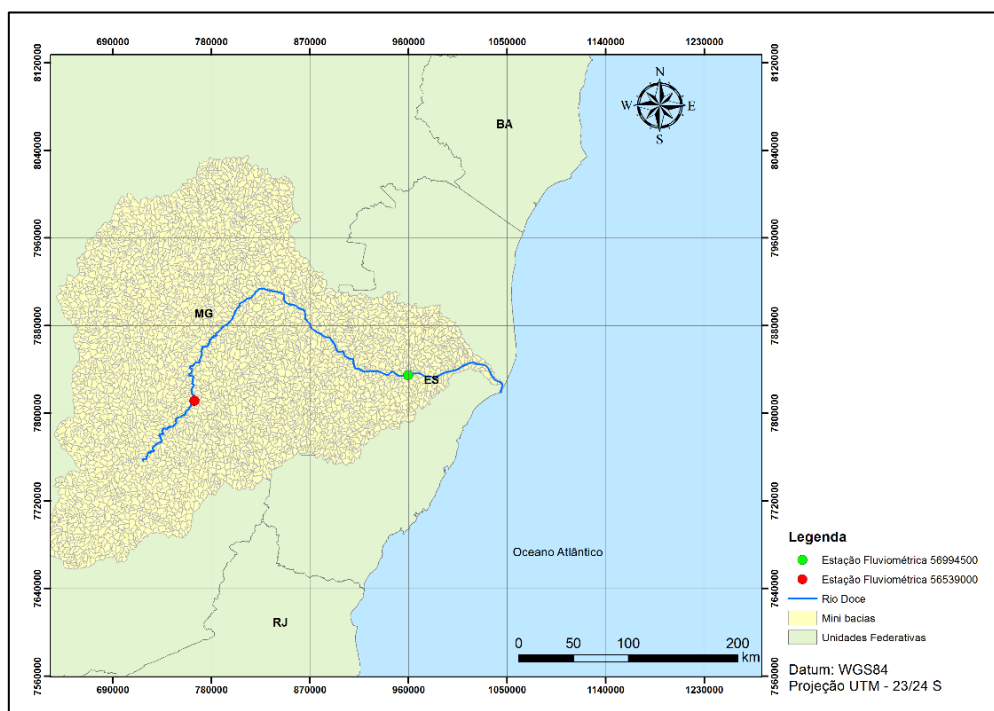 690000 780000 870000 960000 1050000 1140000 1230000
8120000 8120000
N
W E
S
BA
8040000 8040000
7960000 7960000
MG
7880000 7880000
ES
7800000 7800000
7720000 7720000
Oceano Atlântico
Legenda
Estação Fluviométrica 56994500
Estação Fluviométrica 56539000
Rio Doce
Mini bacias
Unidades Federativas
7640000 7640000
RJ
0 50 100 200
km
Datum: WGS84
Projeção UTM - 23/24 S
7560000 7560000
690000 780000 870000 960000 1050000 1140000 1230000